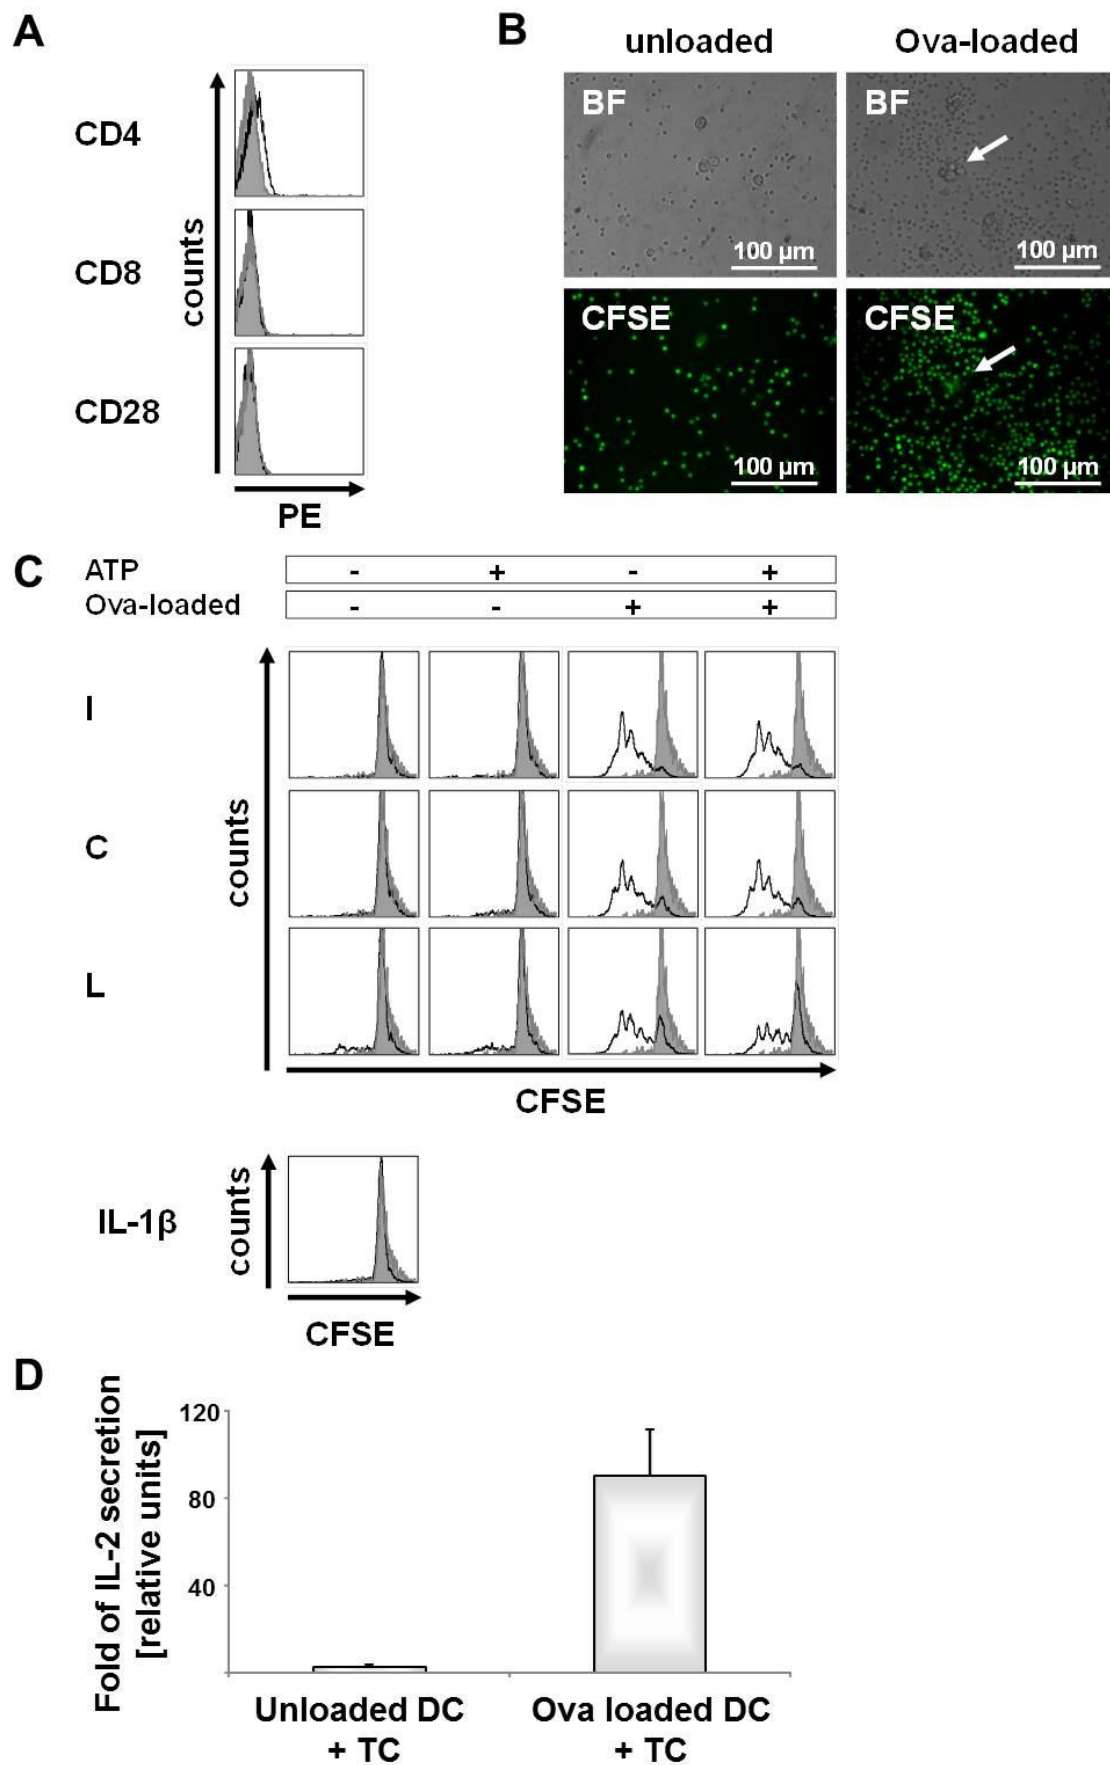 A
CD4
CD8
CD28
counts
PE
B
unloaded
Ova-loaded
BF
BF
100 µm
100 µm
CFSE
CFSE
100 µm
100 µm
C
ATP - + - +
Ova-loaded - - + +
I
C
L
counts
CFSE
IL-1β
counts
CFSE
D
Fold of IL-2 secretion
[relative units]
120
80
40
Unloaded DC
+ TC
Ova loaded DC
+ TC